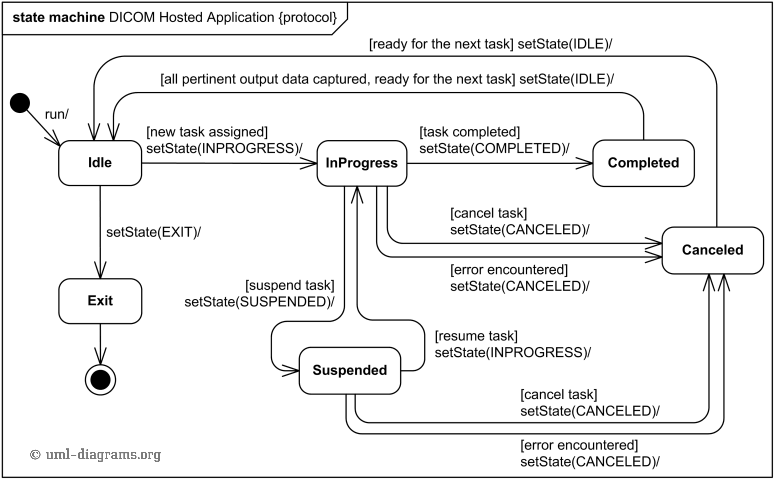 state machine DICOM Hosted Application {protocol}
[ready for the next task] setState(IDLE)/
[all pertinent output data captured, ready for the next task] setState(IDLE)/
run/
[new task assigned]
setState(INPROGRESS)/
[task completed]
setState(COMPLETED)/
Idle
InProgress
Completed
[cancel task]
setState(CANCELED)/
setState(EXIT)/
Canceled
[error encountered]
setState(CANCELED)/
[suspend task]
setState(SUSPENDED)/
Exit
[resume task]
setState(INPROGRESS)/
Suspended
[cancel task]
setState(CANCELED)/
[error encountered]
setState(CANCELED)/
© uml-diagrams.org